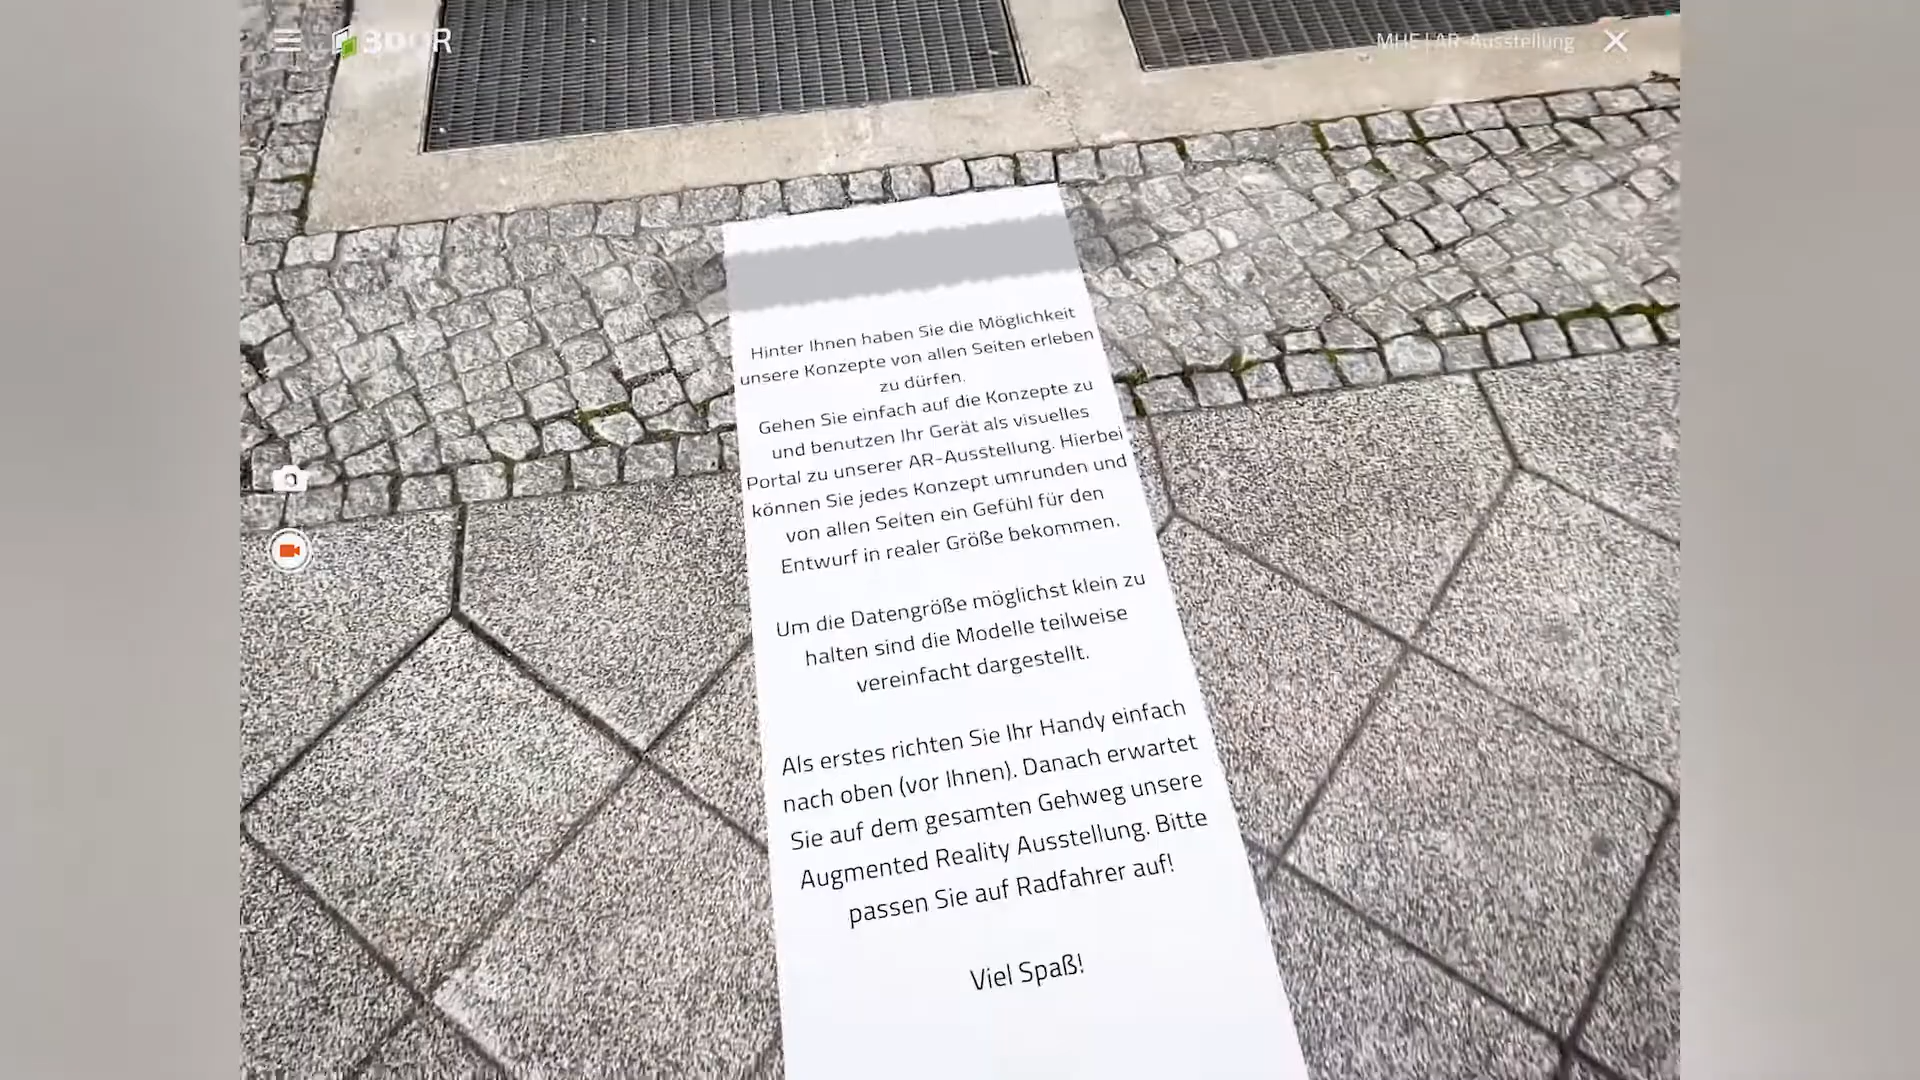 3DQR
MHE | AR-Ausstellung
Hinter Ihnen haben Sie die Möglichkeit
unsere Konzepte von allen Seiten erleben
zu dürfen.
Gehen Sie einfach auf die Konzepte zu
und benutzen Ihr Gerät als visuelles
Portal zu unserer AR-Ausstellung. Hierbei
können Sie jedes Konzept umrunden und
von allen Seiten ein Gefühl für den
Entwurf in realer Größe bekommen.
Um die Datengröße möglichst klein zu
halten sind die Modelle teilweise
vereinfacht dargestellt.
Als erstes richten Sie Ihr Handy einfach
nach oben (vor Ihnen). Danach erwartet
Sie auf dem gesamten Gehweg unsere
Augmented Reality Ausstellung. Bitte
passen Sie auf Radfahrer auf!
Viel Spaß!